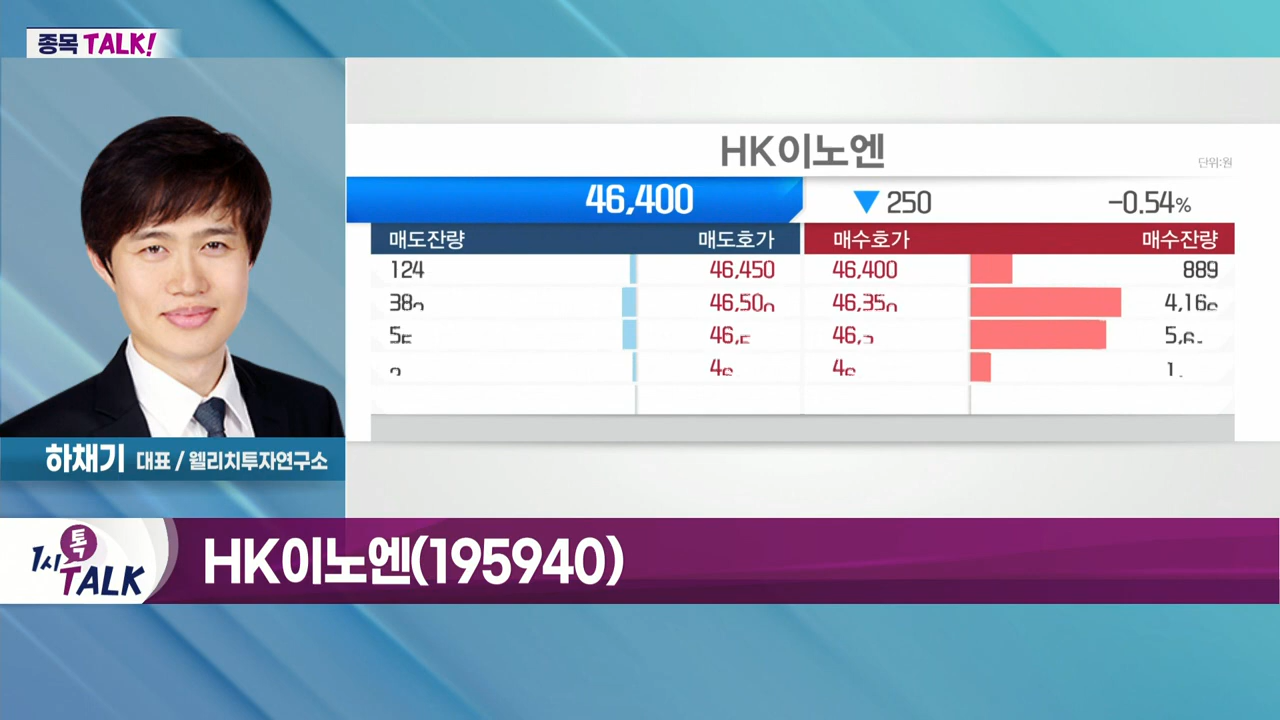 종목 TALK!
HK이노엔
단위:원
46,400 ▼ 250 -0.54%
매도잔량 매도호가 매수호가 매수잔량
124 46,450 46,400 889
하채기 대표 / 웰리치투자연구소
1시 톡 TALK
HK이노엔(195940)